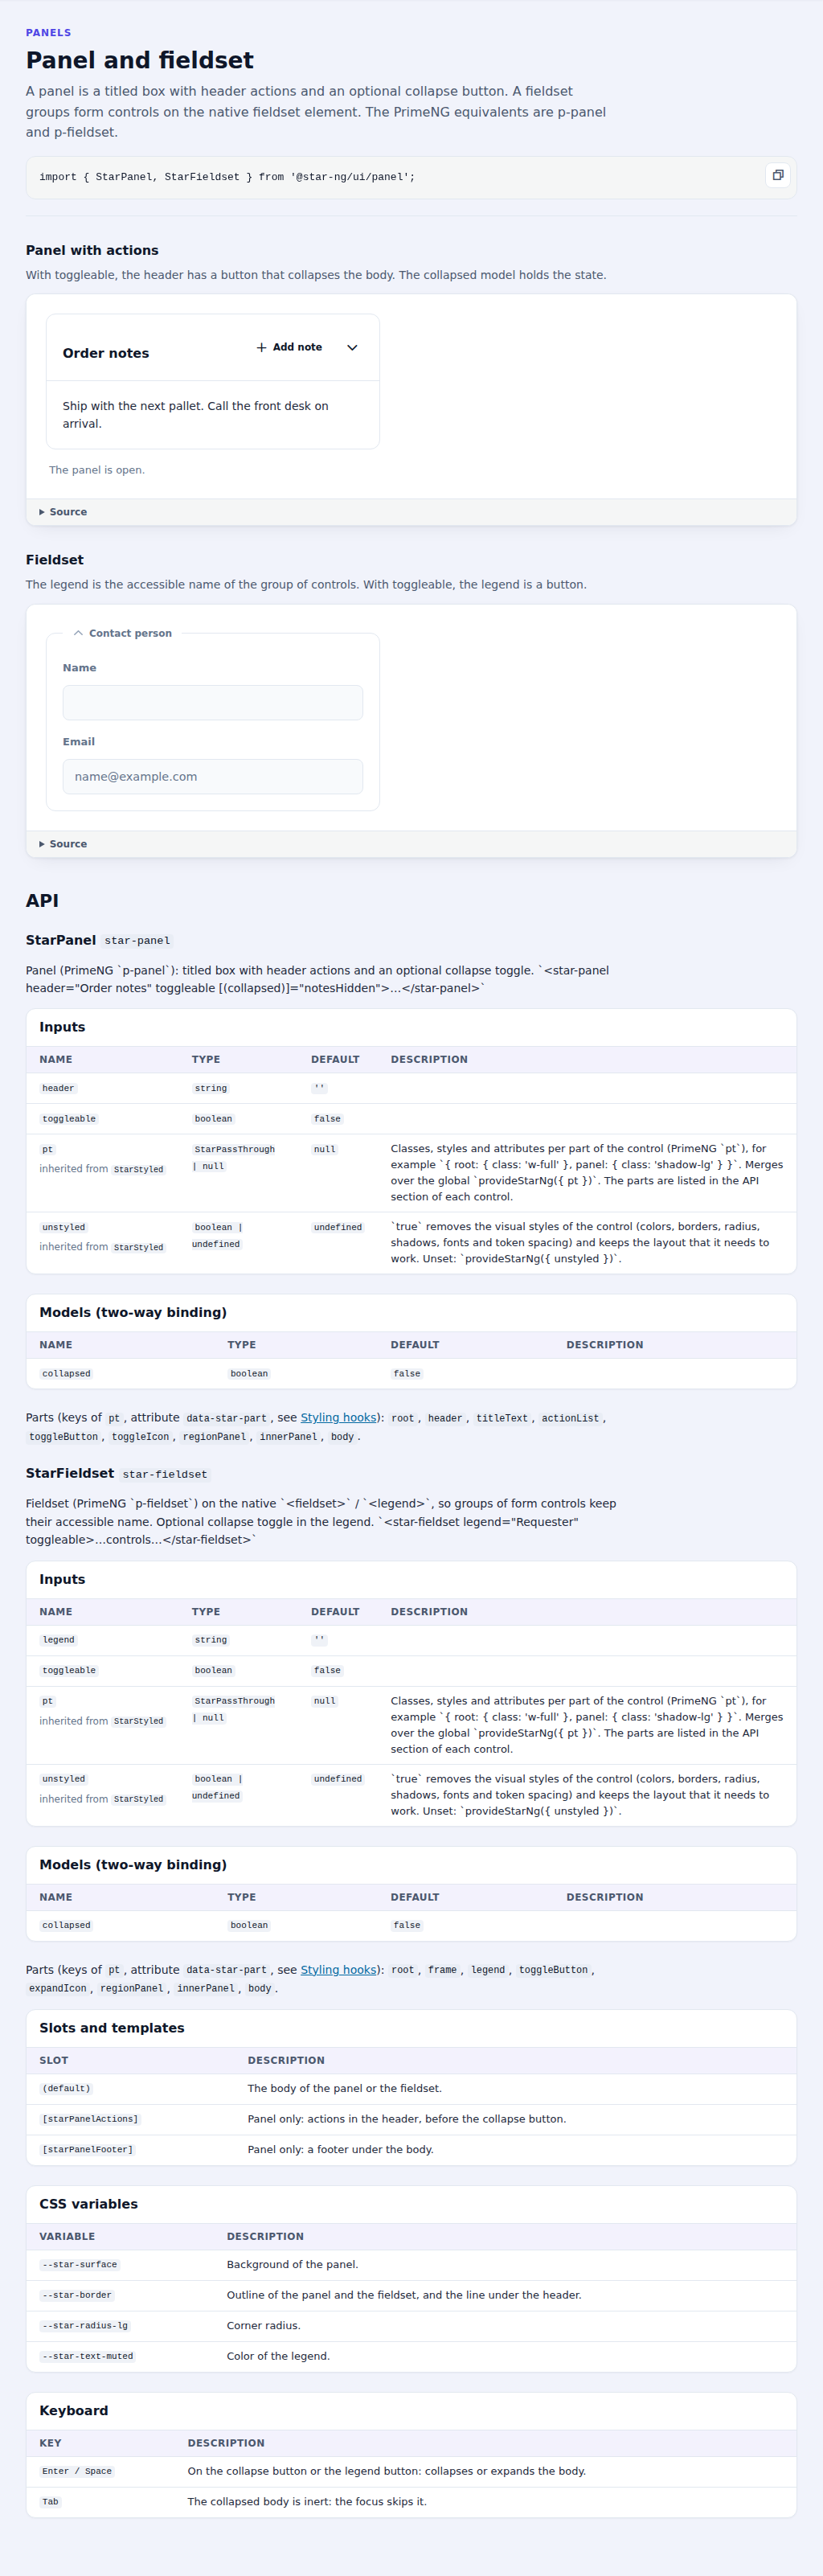 PANELS
Panel and fieldset
A panel is a titled box with header actions and an optional collapse button. A fieldset
groups form controls on the native fieldset element. The PrimeNG equivalents are p-panel
and p-fieldset.
import { StarPanel, StarFieldset } from '@star-ng/ui/panel';
Panel with actions
With toggleable, the header has a button that collapses the body. The collapsed model holds the state.
Order notes
Add note
Ship with the next pallet. Call the front desk on
arrival.
The panel is open.
Source
Fieldset
The legend is the accessible name of the group of controls. With toggleable, the legend is a button.
Contact person
Name
Email
name@example.com
Source
API
StarPanel star-panel
Panel (PrimeNG `p-panel`): titled box with header actions and an optional collapse toggle. `<star-panel
header="Order notes" toggleable [(collapsed)]="notesHidden">…</star-panel>`
Inputs
NAME TYPE DEFAULT DESCRIPTION
header string ''
toggleable boolean false
pt StarPassThrough null Classes, styles and attributes per part of the control (PrimeNG `pt`), for
inherited from StarStyled | null example `{ root: { class: 'w-full' }, panel: { class: 'shadow-lg' } }`. Merges
over the global `provideStarNg({ pt })`. The parts are listed in the API
section of each control.
unstyled boolean | undefined `true` removes the visual styles of the control (colors, borders, radius,
inherited from StarStyled undefined shadows, fonts and token spacing) and keeps the layout that it needs to
work. Unset: `provideStarNg({ unstyled })`.
Models (two-way binding)
NAME TYPE DEFAULT DESCRIPTION
collapsed boolean false
Parts (keys of pt, attribute data-star-part, see Styling hooks): root, header, titleText, actionList,
toggleButton, toggleIcon, regionPanel, innerPanel, body.
StarFieldset star-fieldset
Fieldset (PrimeNG `p-fieldset`) on the native `<fieldset>` / `<legend>`, so groups of form controls keep
their accessible name. Optional collapse toggle in the legend. `<star-fieldset legend="Requester"
toggleable>…controls…</star-fieldset>`
Inputs
NAME TYPE DEFAULT DESCRIPTION
legend string ''
toggleable boolean false
pt StarPassThrough null Classes, styles and attributes per part of the control (PrimeNG `pt`), for
inherited from StarStyled | null example `{ root: { class: 'w-full' }, panel: { class: 'shadow-lg' } }`. Merges
over the global `provideStarNg({ pt })`. The parts are listed in the API
section of each control.
unstyled boolean | undefined `true` removes the visual styles of the control (colors, borders, radius,
inherited from StarStyled undefined shadows, fonts and token spacing) and keeps the layout that it needs to
work. Unset: `provideStarNg({ unstyled })`.
Models (two-way binding)
NAME TYPE DEFAULT DESCRIPTION
collapsed boolean false
Parts (keys of pt, attribute data-star-part, see Styling hooks): root, frame, legend, toggleButton,
expandIcon, regionPanel, innerPanel, body.
Slots and templates
SLOT DESCRIPTION
(default) The body of the panel or the fieldset.
[starPanelActions] Panel only: actions in the header, before the collapse button.
[starPanelFooter] Panel only: a footer under the body.
CSS variables
VARIABLE DESCRIPTION
--star-surface Background of the panel.
--star-border Outline of the panel and the fieldset, and the line under the header.
--star-radius-lg Corner radius.
--star-text-muted Color of the legend.
Keyboard
KEY DESCRIPTION
Enter / Space On the collapse button or the legend button: collapses or expands the body.
Tab The collapsed body is inert: the focus skips it.